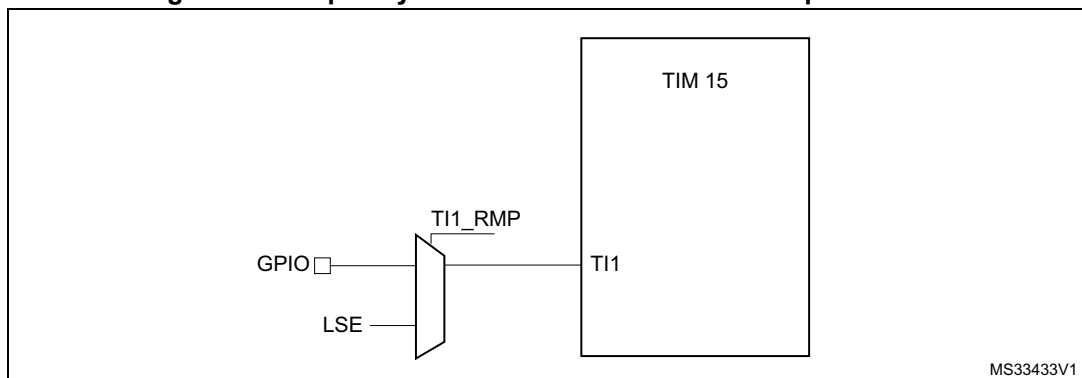 TIM 15
TI1_RMP
GPIO
TI1
LSE
MS33433V1